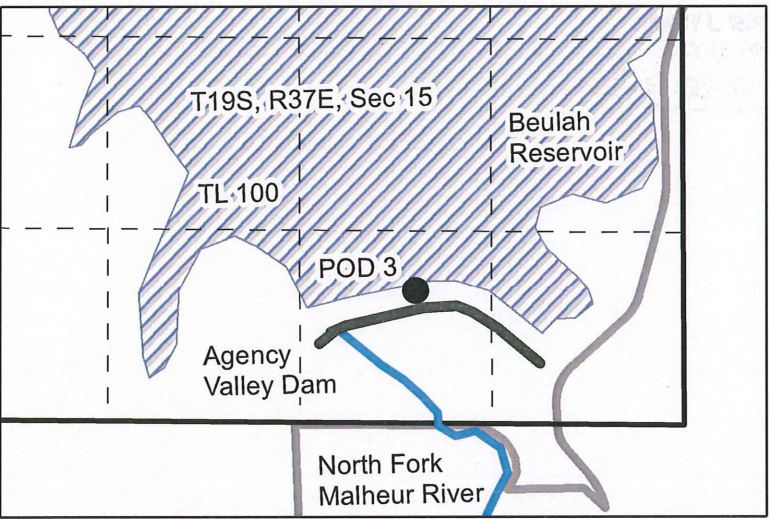 T19S, R37E, Sec 15
Beulah
Reservoir
TL 100
POD 3
Agency
Valley Dam
North Fork
Malheur River